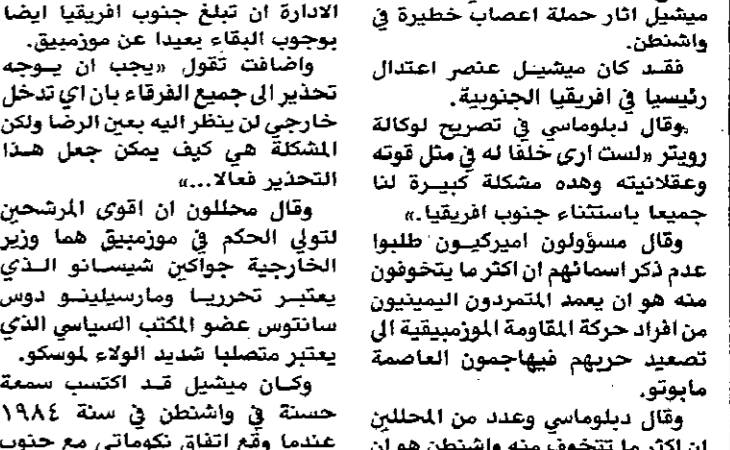 ميشيل اثار حملة اعصاب خطيرة في
واشنطن.
فقد كان ميشيل عنصر اعتدال
رئيسيا في افريقيا الجنوبية.
وقال دبلوماسي في تصريح لوكالة
رويتر «لست ارى خلفا له في مثل قوته
وعقلانيته وهذه مشكلة كبيرة لنا
جميعا باستثناء جنوب افريقيا.»
وقال مسؤولون اميركيون طلبوا
عدم ذكر اسمائهم ان اكثر ما يتخوفون
منه هو ان يعمد المتمردون اليمينيون
من افراد حركة المقاومة الموزمبيقية الى
تصعيد حربهم فيهاجمون العاصمة
مابوتو.
وقال دبلوماسي وعدد من المحللين
ان اكثر ما تتخوف منه واشنطن هو ان
الادارة ان تبلغ جنوب افريقيا ايضا
بوجوب البقاء بعيدا عن موزمبيق.
واضافت تقول «يجب ان يوجه
تحذير الى جميع الفرقاء بان اي تدخل
خارجي لن ينظر اليه بعين الرضا ولكن
المشكلة هي كيف يمكن جعل هذا
التحذير فعالا...»
وقال محللون ان اقوى المرشحين
لتولي الحكم في موزمبيق هما وزير
الخارجية جواكين شيسانو الذي
يعتبر تحرريا ومارسيلينو دوس
سانتوس عضو المكتب السياسي الذي
يعتبر متصلبا شديد الولاء لموسكو.
وكان ميشيل قد اكتسب سمعة
حسنة في واشنطن في سنة ١٩٨٤
عندما وقع اتفاق نكوماتي مع جنوب